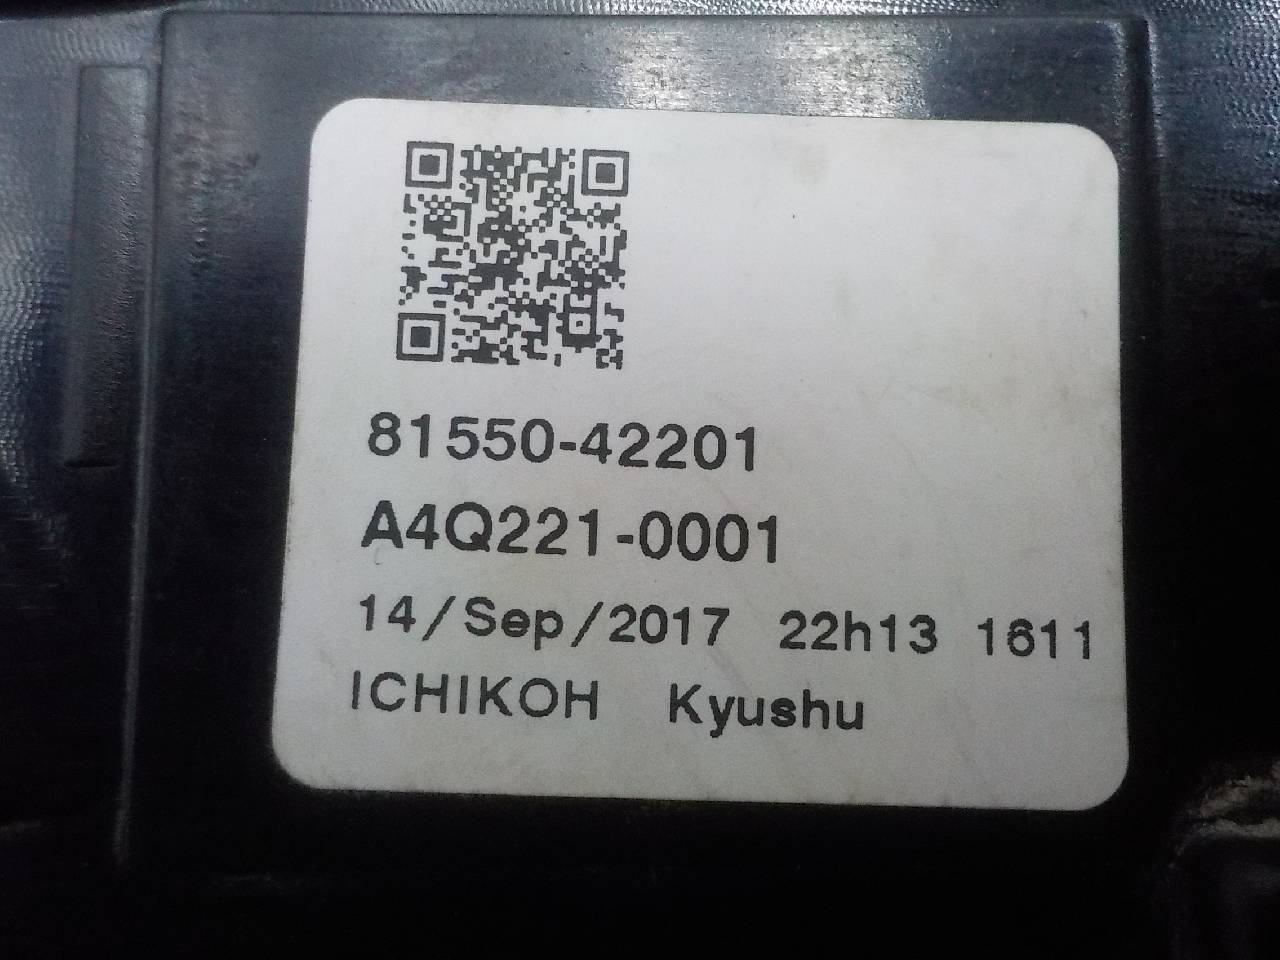 81550-42201
A4Q221-0001
14/Sep/2017 22h13 1611
ICHIKOH Kyushu